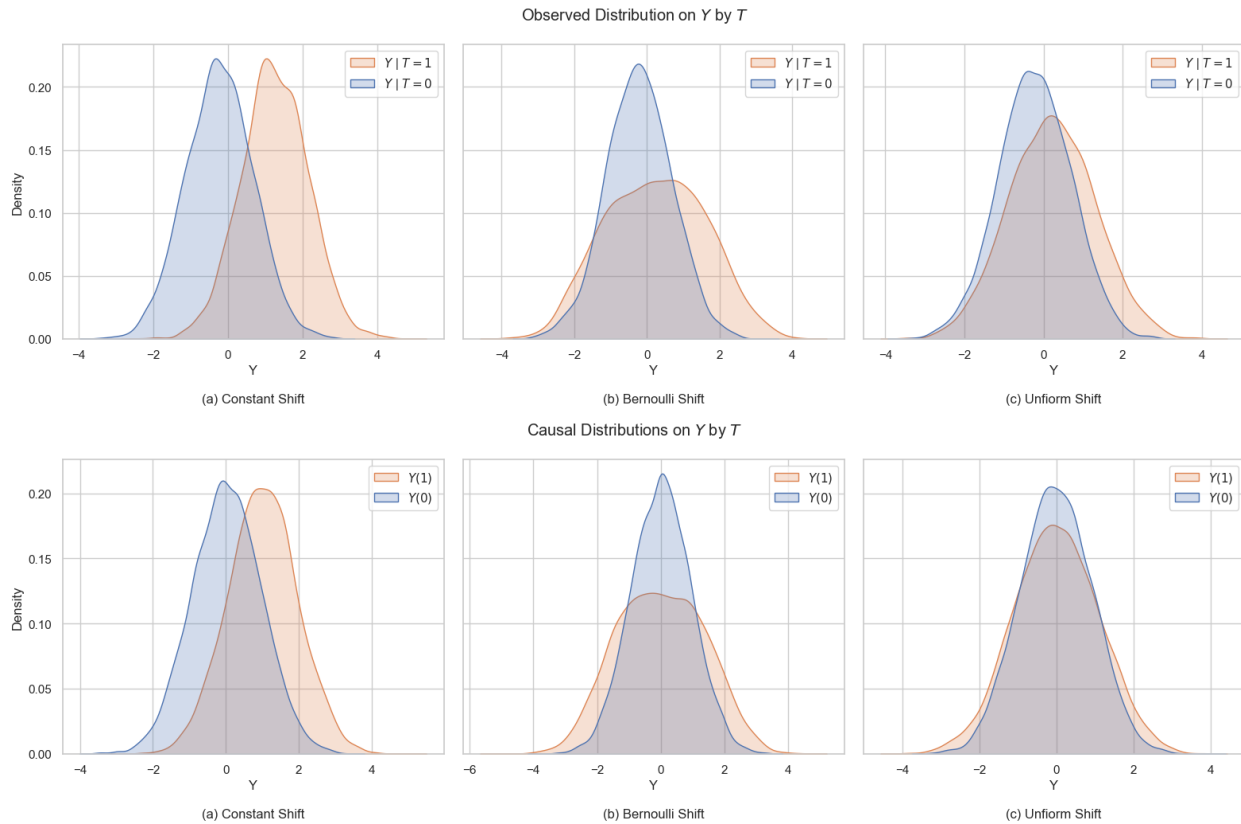 Observed Distribution on Y by T
Y | T = 1
Y | T = 0
Y | T = 1
Y | T = 0
Y | T = 1
Y | T = 0
Density
0.20
0.15
0.10
0.05
0.00
−4 −2 0 2 4
−4 −2 0 2 4
−4 −2 0 2 4
Y Y Y
(a) Constant Shift
(b) Bernoulli Shift
(c) Unfiorm Shift
Causal Distributions on Y by T
Y(1)
Y(0)
Y(1)
Y(0)
Y(1)
Y(0)
Density
0.20
0.15
0.10
0.05
0.00
−4 −2 0 2 4
−6 −4 −2 0 2 4
−4 −2 0 2 4
Y Y Y
(a) Constant Shift
(b) Bernoulli Shift
(c) Unfiorm Shift